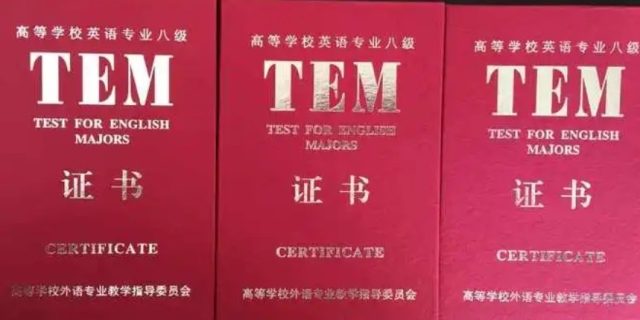 高等学校英语专业八级
TEM
TEST FOR ENGLISH
MAJORS
证书
CERTIFICATE
高等学校外语专业教学指导委员会
高等学校英语专业八级
TEM
TEST FOR ENGLISH
MAJORS
证书
CERTIFICATE
高等学校外语专业教学指导委员会
高等学校英语专业八级
TEM
TEST FOR ENGLISH
MAJORS
证书
CERTIFICATE
高等学校外语专业教学指导委员会